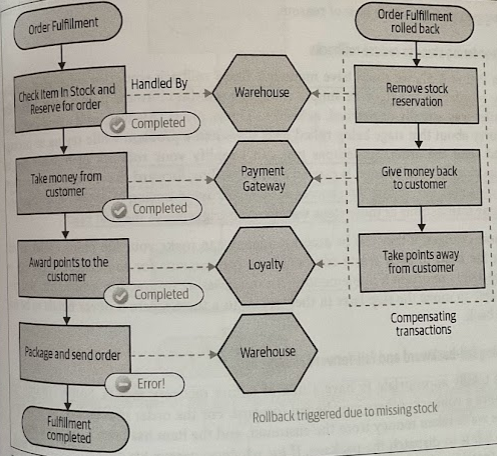 Order Fulfillment
Order Fulfillment
rolled back
Check Item In Stock and
Reserve for order
Handled By
Warehouse
Remove stock
reservation
Completed
Take money from
customer
Payment
Gateway
Give money back
to customer
Completed
Award points to the
customer
Loyalty
Take points away
from customer
Completed
Compensating
transactions
Package and send order
Warehouse
Error!
Fulfillment
completed
Rollback triggered due to missing stock